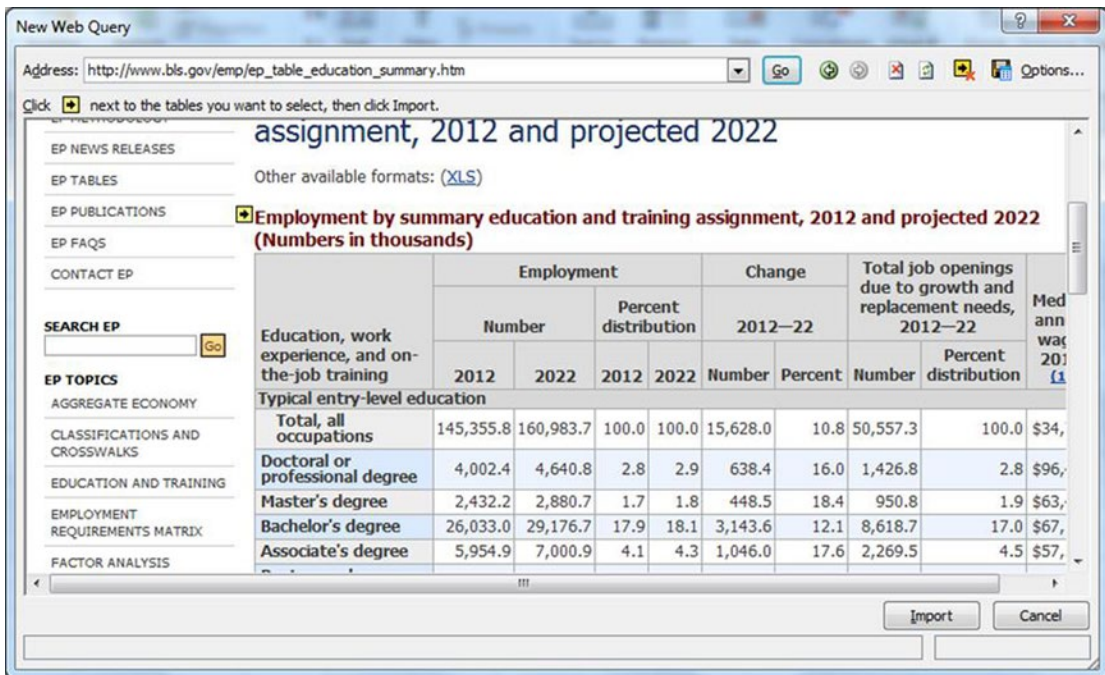 New Web Query
Address: http://www.bls.gov/emp/ep_table_education_summary.htm Go Options...
Click next to the tables you want to select, then click Import.
EP METHODOLOGY
EP NEWS RELEASES
EP TABLES
EP PUBLICATIONS
EP FAQS
CONTACT EP
SEARCH EP
Go
EP TOPICS
AGGREGATE ECONOMY
CLASSIFICATIONS AND
CROSSWALKS
EDUCATION AND TRAINING
EMPLOYMENT
REQUIREMENTS MATRIX
FACTOR ANALYSIS
assignment, 2012 and projected 2022
Other available formats: (XLS)
Employment by summary education and training assignment, 2012 and projected 2022
(Numbers in thousands)
Education, work
experience, and on-
the-job training
Employment
Number
2012 2022
Percent
distribution
2012 2022
Change
2012—22
Number Percent
Total job openings
due to growth and
replacement needs,
2012—22
Number
Percent
distribution
Med
ann
wag
201
(1
Typical entry-level education
Total, all
occupations
145,355.8 160,983.7 100.0 100.0 15,628.0 10.8 50,557.3 100.0 $34,
Doctoral or
professional degree
4,002.4 4,640.8 2.8 2.9 638.4 16.0 1,426.8 2.8 $96,
Master's degree 2,432.2 2,880.7 1.7 1.8 448.5 18.4 950.8 1.9 $63,
Bachelor's degree 26,033.0 29,176.7 17.9 18.1 3,143.6 12.1 8,618.7 17.0 $67,
Associate's degree 5,954.9 7,000.9 4.1 4.3 1,046.0 17.6 2,269.5 4.5 $57,
Import Cancel